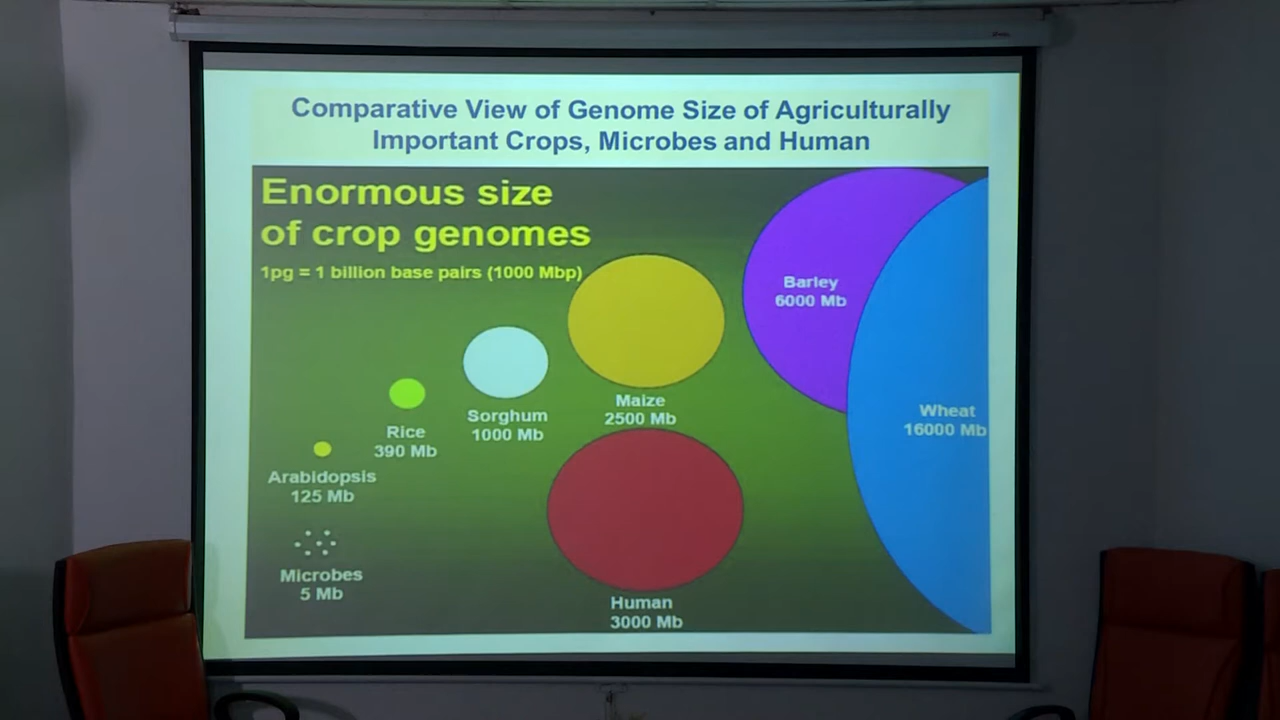 Comparative View of Genome Size of Agriculturally
Important Crops, Microbes and Human
Enormous size
of crop genomes
1pg = 1 billion base pairs (1000 Mbp)
Barley
6000 Mb
Maize
2500 Mb
Wheat
16000 Mb
Sorghum
1000 Mb
Rice
390 Mb
Arabidopsis
125 Mb
Microbes
5 Mb
Human
3000 Mb